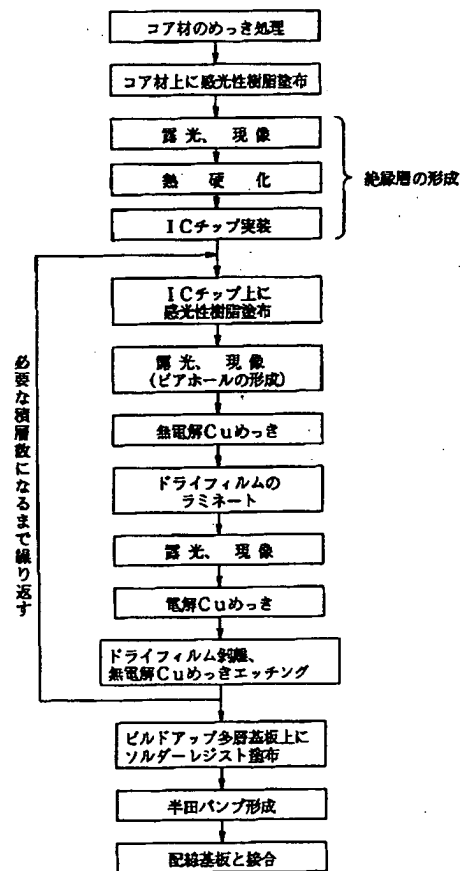 コア材のめっき処理
コア材上に感光性樹脂塗布
露光、現像
熱硬化
ICチップ実装
絶縁層の形成
ICチップ上に
感光性樹脂塗布
露光、現像
(ビアホールの形成)
無電解Cuめっき
ドライフィルムの
ラミネート
露光、現像
電解Cuめっき
ドライフィルム剝離、
無電解Cuめっきエッチング
必要な積層数になるまで繰り返す
ビルドアップ多層基板上に
ソルダーレジスト塗布
半田バンプ形成
配線基板と接合